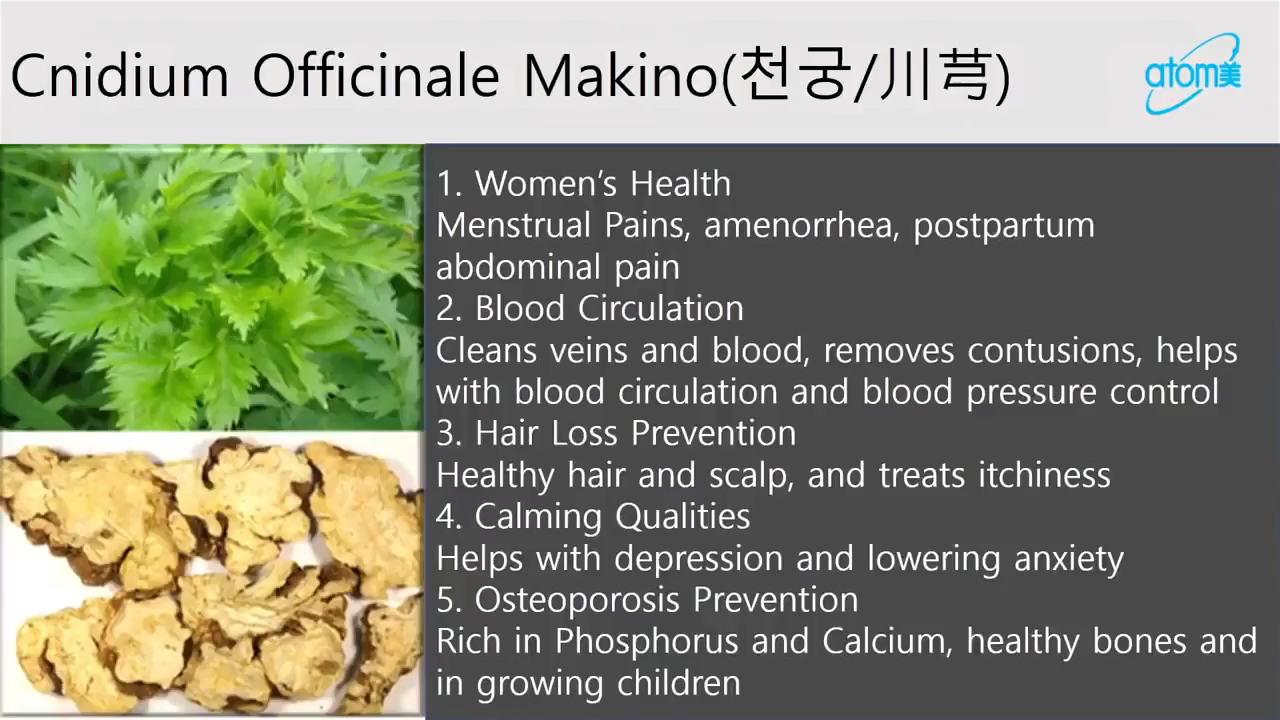 Cnidium Officinale Makino(천궁/川芎)
atom美
1. Women’s Health
Menstrual Pains, amenorrhea, postpartum
abdominal pain
2. Blood Circulation
Cleans veins and blood, removes contusions, helps
with blood circulation and blood pressure control
3. Hair Loss Prevention
Healthy hair and scalp, and treats itchiness
4. Calming Qualities
Helps with depression and lowering anxiety
5. Osteoporosis Prevention
Rich in Phosphorus and Calcium, healthy bones and
in growing children